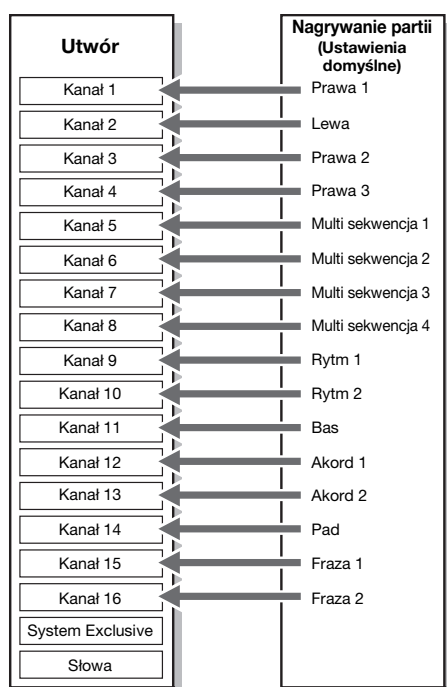 Utwór
Nagrywanie partii
(Ustawienia
domyślne)
Kanał 1
Prawa 1
Kanał 2
Lewa
Kanał 3
Prawa 2
Kanał 4
Prawa 3
Kanał 5
Multi sekwencja 1
Kanał 6
Multi sekwencja 2
Kanał 7
Multi sekwencja 3
Kanał 8
Multi sekwencja 4
Kanał 9
Rytm 1
Kanał 10
Rytm 2
Kanał 11
Bas
Kanał 12
Akord 1
Kanał 13
Akord 2
Kanał 14
Pad
Kanał 15
Fraza 1
Kanał 16
Fraza 2
System Exclusive
Słowa